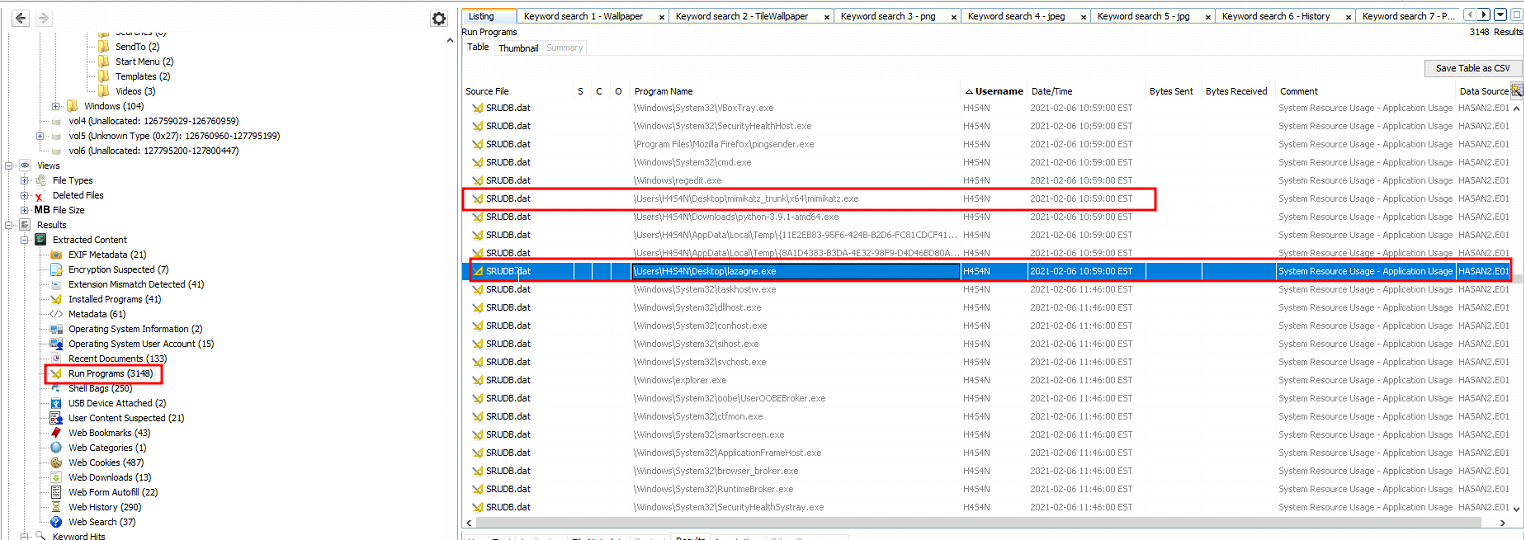 Searches (2)
SendTo (2)
Start Menu (2)
Templates (2)
Videos (3)
Windows (104)
vol4 (Unallocated: 126759029-126760959)
vol5 (Unknown Type (0x27): 126760960-127795199)
vol6 (Unallocated: 127795200-127800447)
Views
File Types
Deleted Files
MB File Size
Results
Extracted Content
EXIF Metadata (21)
Encryption Suspected (7)
Extension Mismatch Detected (41)
Installed Programs (41)
Metadata (61)
Operating System Information (2)
Operating System User Account (15)
Recent Documents (133)
Run Programs (3148)
Shell Bags (250)
USB Device Attached (2)
User Content Suspected (21)
Web Bookmarks (43)
Web Categories (1)
Web Cookies (487)
Web Downloads (13)
Web Form Autofill (22)
Web History (290)
Web Search (37)
Keyword Hits
Listing Keyword search 1 - Wallpaper x Keyword search 2 - TileWallpaper x Keyword search 3 - png x Keyword search 4 - jpeg x Keyword search 5 - jpg x Keyword search 6 - History x Keyword search 7 - P...
Run Programs 3148 Results
Table Thumbnail Summary
Save Table as CSV
Source File S C O Program Name Username Date/Time Bytes Sent Bytes Received Comment Data Source
SRUDB.dat \Windows\System32\VBoxTray.exe H4S4N 2021-02-06 10:59:00 EST System Resource Usage - Application Usage HASAN2.E01
SRUDB.dat \Windows\System32\SecurityHealthHost.exe H4S4N 2021-02-06 10:59:00 EST System Resource Usage - Application Usage HASAN2.E01
SRUDB.dat \Program Files\Mozilla Firefox\pingsender.exe H4S4N 2021-02-06 10:59:00 EST System Resource Usage - Application Usage HASAN2.E01
SRUDB.dat \Windows\System32\cmd.exe H4S4N 2021-02-06 10:59:00 EST System Resource Usage - Application Usage HASAN2.E01
SRUDB.dat \Windows\regedit.exe H4S4N 2021-02-06 10:59:00 EST System Resource Usage - Application Usage HASAN2.E01
SRUDB.dat \Users\H4S4N\Desktop\mimikatz_trunk\x64\mimikatz.exe H4S4N 2021-02-06 10:59:00 EST System Resource Usage - Application Usage HASAN2.E01
SRUDB.dat \Users\H4S4N\Downloads\python-3.9.1-amd64.exe H4S4N 2021-02-06 10:59:00 EST System Resource Usage - Application Usage HASAN2.E01
SRUDB.dat \Users\H4S4N\AppData\Local\Temp\{11E2EB83-95F6-424B-B2D6-FC81CDCF41... H4S4N 2021-02-06 10:59:00 EST System Resource Usage - Application Usage HASAN2.E01
SRUDB.dat \Users\H4S4N\AppData\Local\Temp\{8A1D4383-B3DA-4E32-98F9-D4D46BD80A... H4S4N 2021-02-06 10:59:00 EST System Resource Usage - Application Usage HASAN2.E01
SRUDB.dat \Users\H4S4N\Desktop\lazagne.exe H4S4N 2021-02-06 10:59:00 EST System Resource Usage - Application Usage HASAN2.E01
SRUDB.dat \Windows\System32\taskhostw.exe H4S4N 2021-02-06 11:46:00 EST System Resource Usage - Application Usage HASAN2.E01
SRUDB.dat \Windows\System32\dllhost.exe H4S4N 2021-02-06 11:46:00 EST System Resource Usage - Application Usage HASAN2.E01
SRUDB.dat \Windows\System32\conhost.exe H4S4N 2021-02-06 11:46:00 EST System Resource Usage - Application Usage HASAN2.E01
SRUDB.dat \Windows\System32\sihost.exe H4S4N 2021-02-06 11:46:00 EST System Resource Usage - Application Usage HASAN2.E01
SRUDB.dat \Windows\System32\svchost.exe H4S4N 2021-02-06 11:46:00 EST System Resource Usage - Application Usage HASAN2.E01
SRUDB.dat \Windows\explorer.exe H4S4N 2021-02-06 11:46:00 EST System Resource Usage - Application Usage HASAN2.E01
SRUDB.dat \Windows\System32\oobe\UserOOBEBroker.exe H4S4N 2021-02-06 11:46:00 EST System Resource Usage - Application Usage HASAN2.E01
SRUDB.dat \Windows\System32\ctfmon.exe H4S4N 2021-02-06 11:46:00 EST System Resource Usage - Application Usage HASAN2.E01
SRUDB.dat \Windows\System32\smartscreen.exe H4S4N 2021-02-06 11:46:00 EST System Resource Usage - Application Usage HASAN2.E01
SRUDB.dat \Windows\System32\ApplicationFrameHost.exe H4S4N 2021-02-06 11:46:00 EST System Resource Usage - Application Usage HASAN2.E01
SRUDB.dat \Windows\System32\browser_broker.exe H4S4N 2021-02-06 11:46:00 EST System Resource Usage - Application Usage HASAN2.E01
SRUDB.dat \Windows\System32\RuntimeBroker.exe H4S4N 2021-02-06 11:46:00 EST System Resource Usage - Application Usage HASAN2.E01
SRUDB.dat \Windows\System32\SecurityHealthSystray.exe H4S4N 2021-02-06 11:46:00 EST System Resource Usage - Application Usage HASAN2.E01